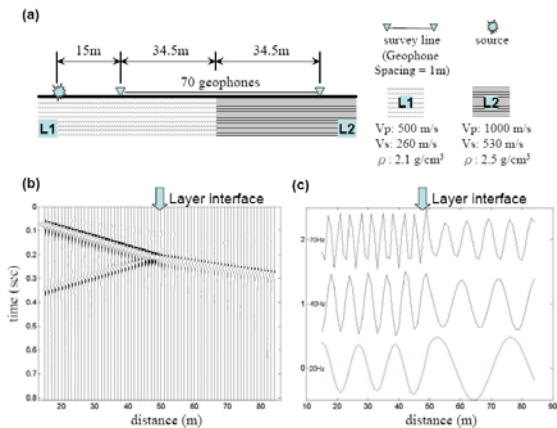 (a)
15m 34.5m 34.5m
survey line
(Geophone
Spacing = 1m)
source
70 geophones
L1 L2
L1 L2
Vp: 500 m/s Vp: 1000 m/s
Vs: 260 m/s Vs: 530 m/s
ρ : 2.1 g/cm³ ρ : 2.5 g/cm³
(b) Layer interface
0
0.1
0.2
0.3
0.4
0.5
0.6
0.7
0.8
time (sec)
20 30 40 50 60 70 80
distance (m)
(c) Layer interface
2 -70Hz
1 -40Hz
0 -20Hz
10 20 30 40 50 60 70 80 90
distance (m)